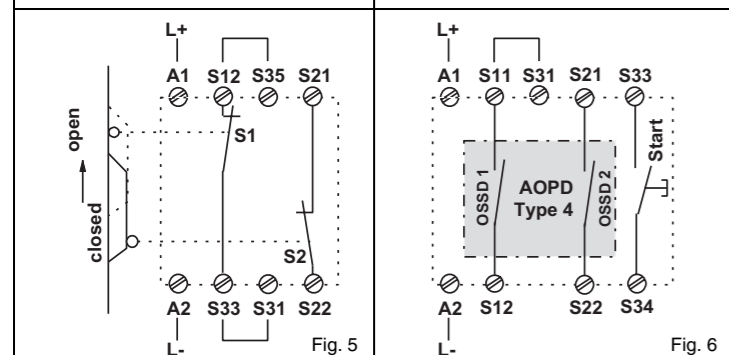 L+
A1 S12 S35 S21
open
S1
closed
S2
A2 S33 S31 S22
L-
Fig. 5
L+
A1 S11 S31 S21 S33
Start
OSSD 1
AOPD
Type 4
OSSD 2
A2 S12 S22 S34
L-
Fig. 6